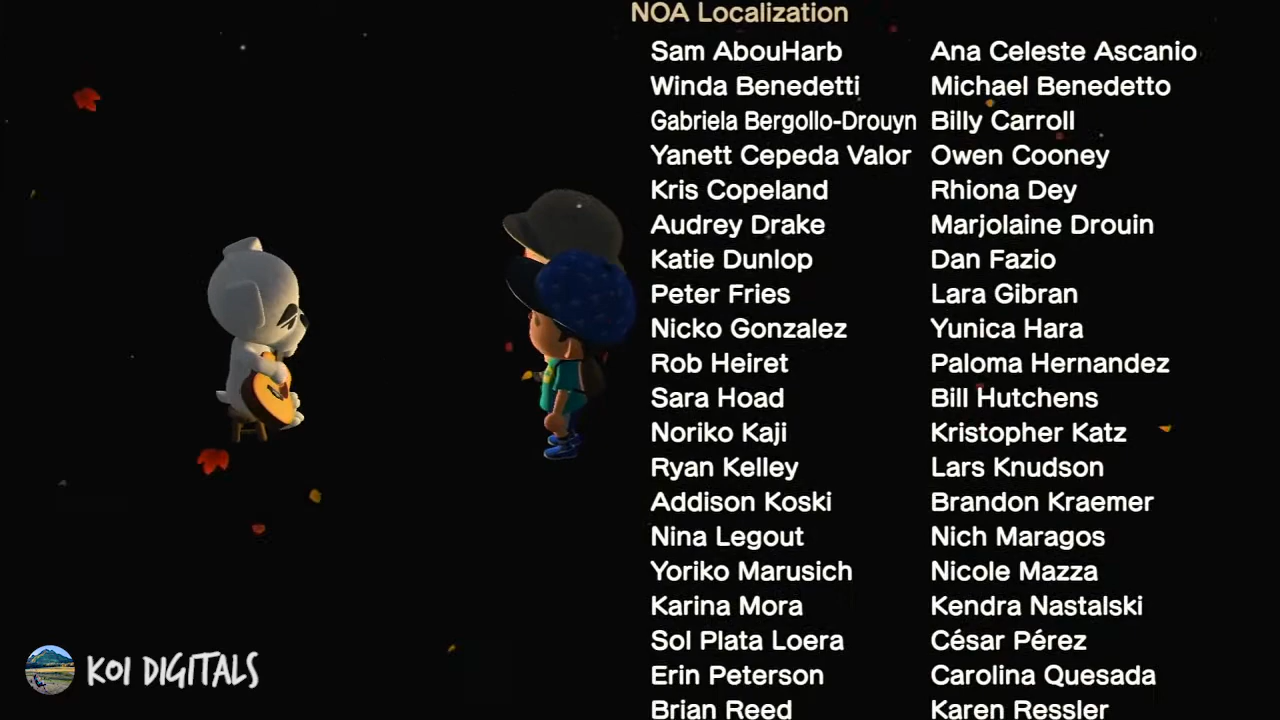 NOA Localization
Sam AbouHarb Ana Celeste Ascanio
Winda Benedetti Michael Benedetto
Gabriela Bergollo-Drouyn Billy Carroll
Yanett Cepeda Valor Owen Cooney
Kris Copeland Rhiona Dey
Audrey Drake Marjolaine Drouin
Katie Dunlop Dan Fazio
Peter Fries Lara Gibran
Nicko Gonzalez Yunica Hara
Rob Heiret Paloma Hernandez
Sara Hoad Bill Hutchens
Noriko Kaji Kristopher Katz
Ryan Kelley Lars Knudson
Addison Koski Brandon Kraemer
Nina Legout Nich Maragos
Yoriko Marusich Nicole Mazza
Karina Mora Kendra Nastalski
Sol Plata Loera César Pérez
Erin Peterson Carolina Quesada
Brian Reed Karen Ressler
KOI DIGITALS